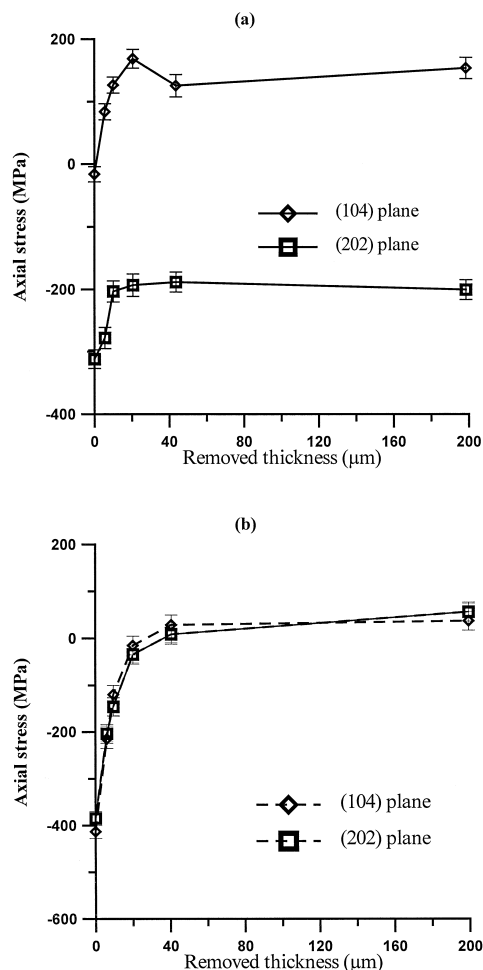 (a)
200
0
-200
-400
Axial stress (MPa)
(104) plane
(202) plane
0 40 80 120 160 200
Removed thickness (μm)
(b)
200
0
-200
-400
-600
Axial stress (MPa)
(104) plane
(202) plane
0 40 80 120 160 200
Removed thickness (μm)